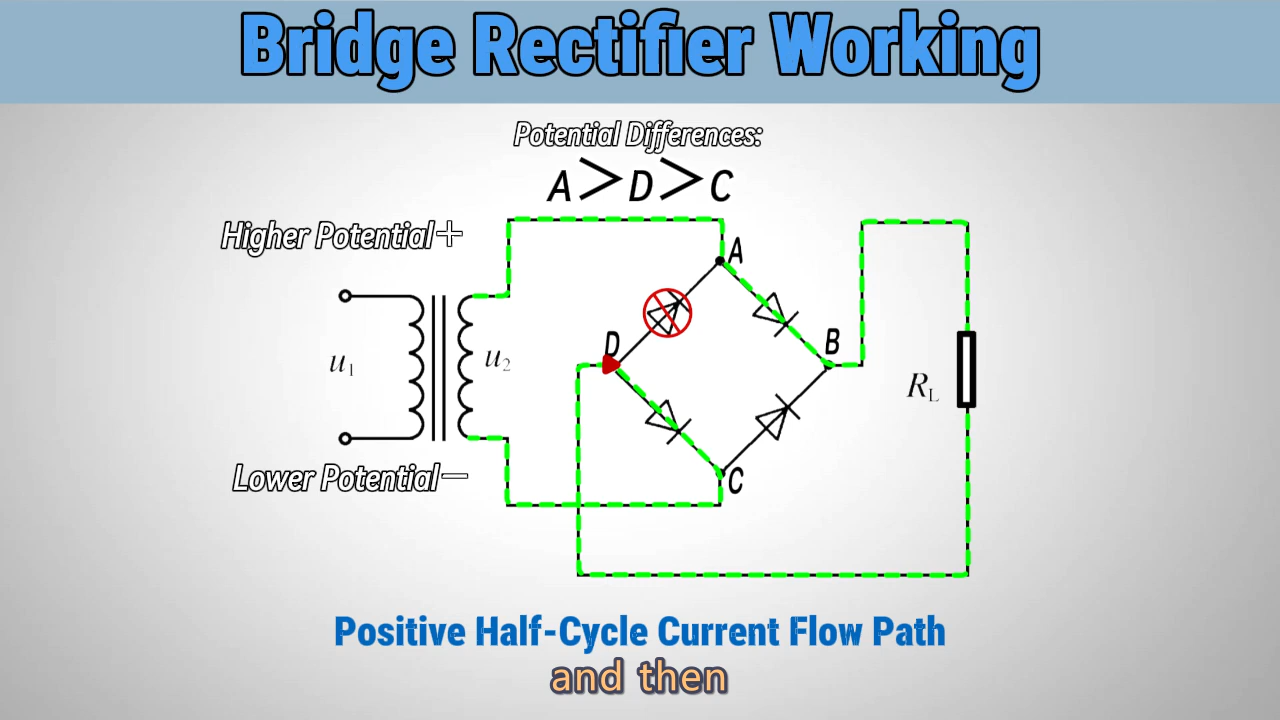 Bridge Rectifier Working
Potential Differences:
A>D>C
Higher Potential+
A
D
B
u1
u2
RL
Lower Potential−
C
Positive Half-Cycle Current Flow Path
and then